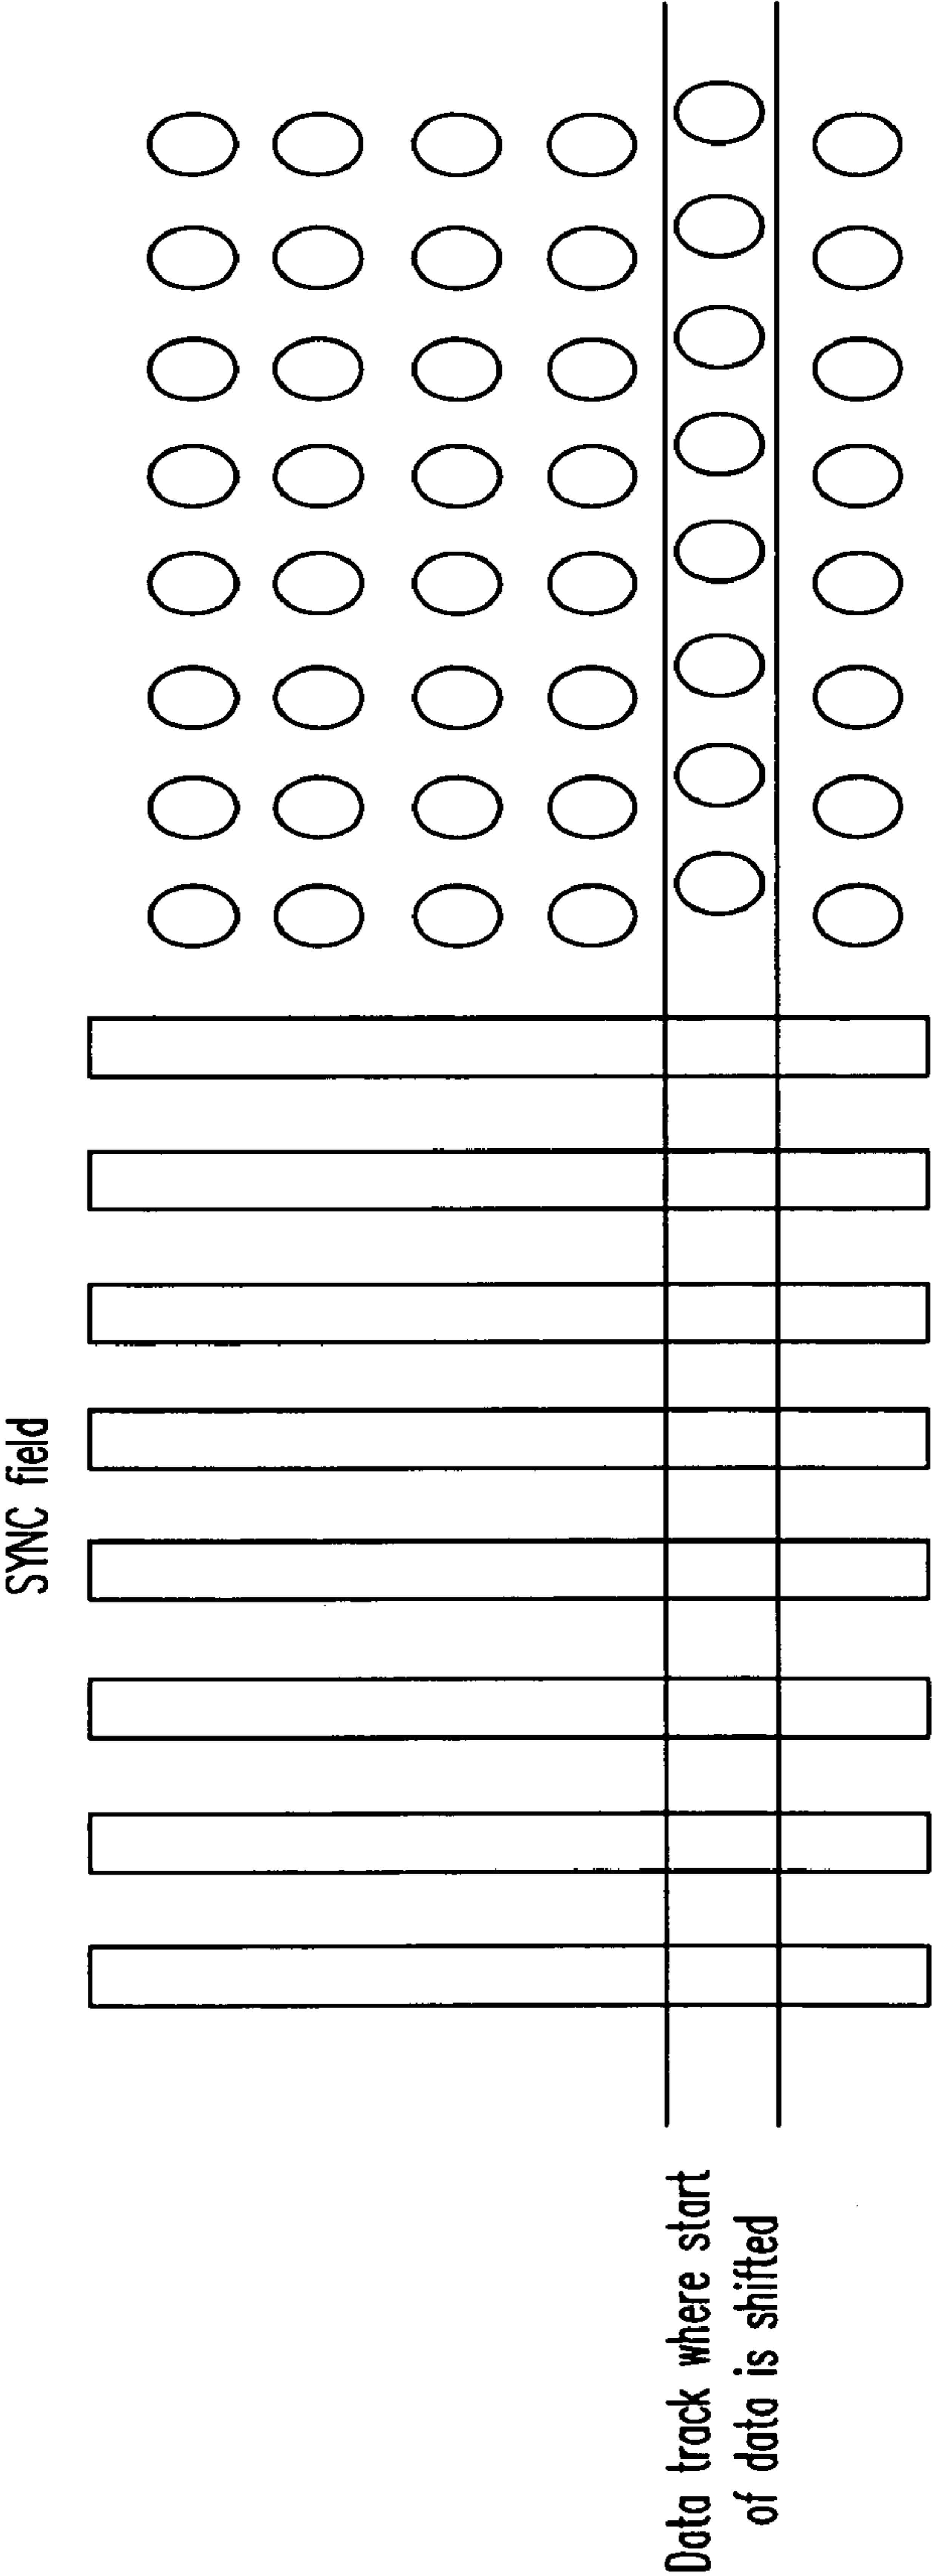 SYNC field
Data track where start
of data is shifted